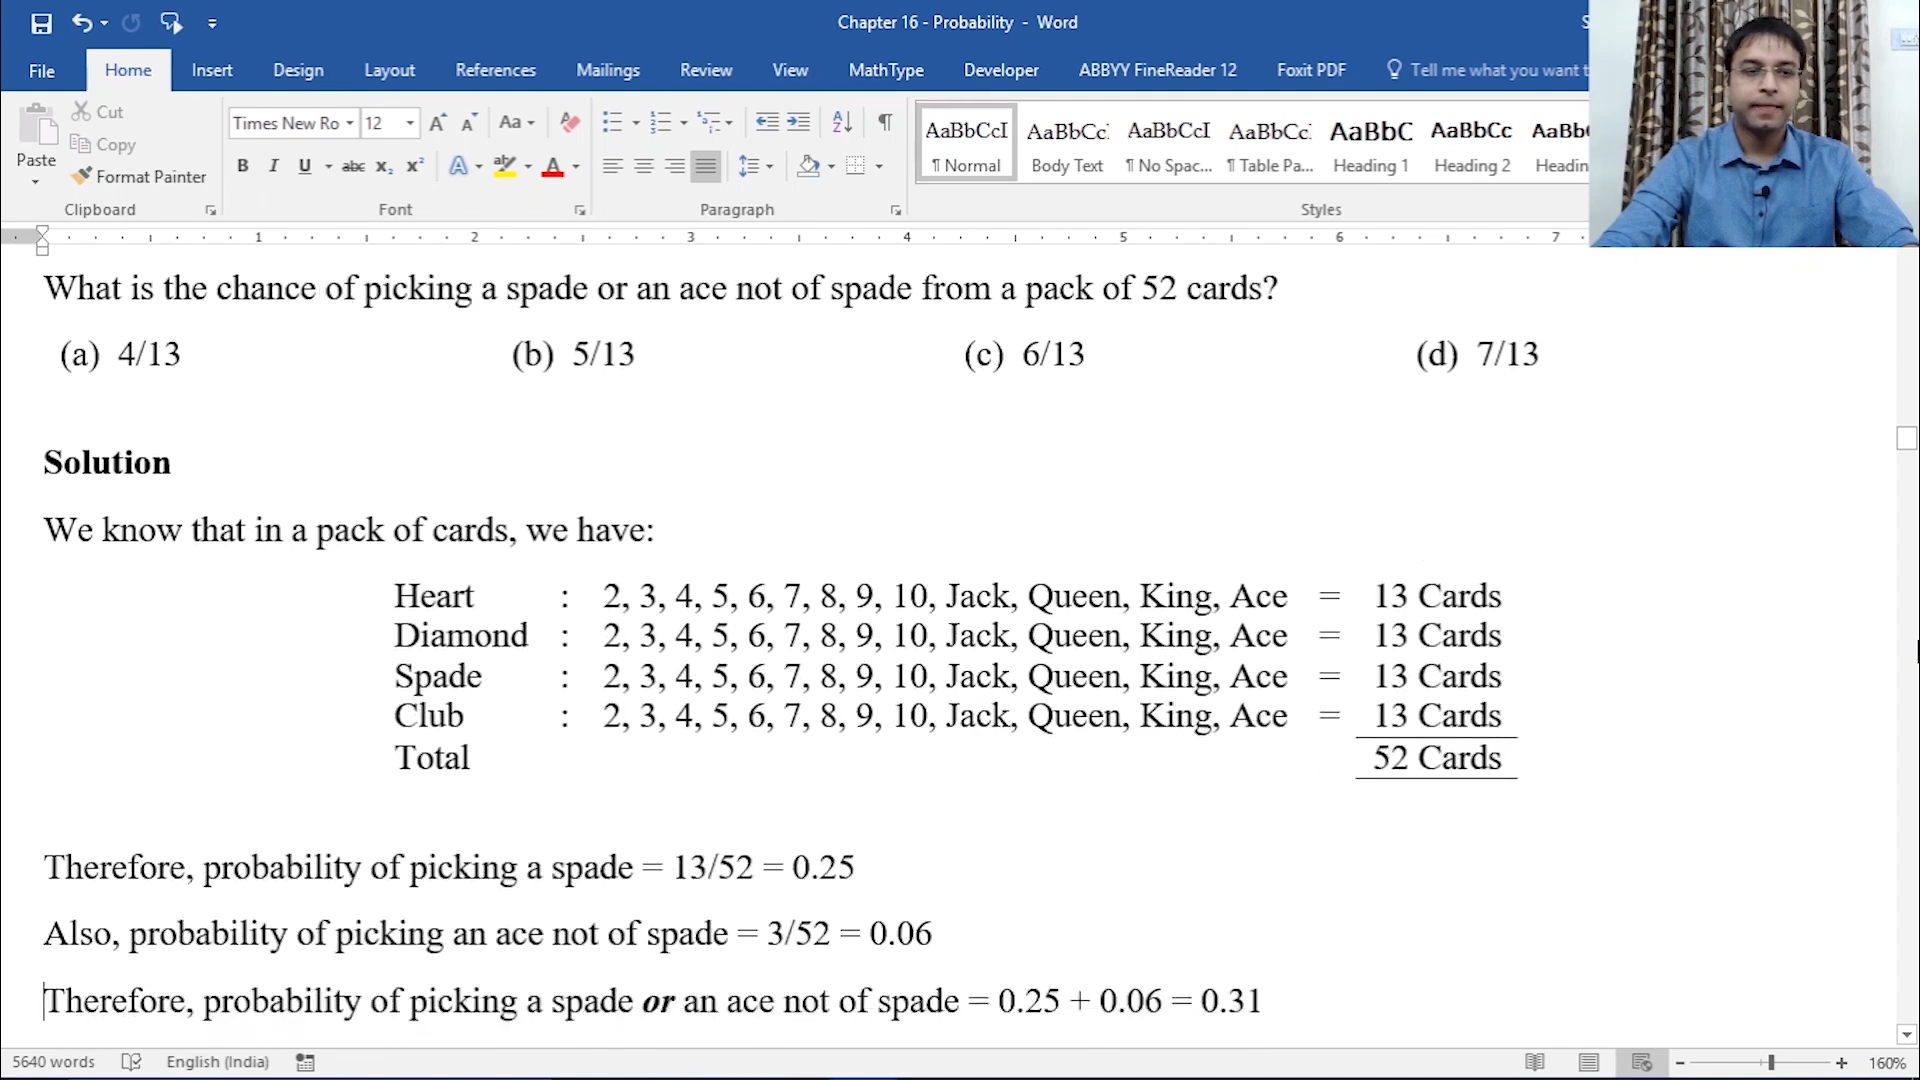 Chapter 16 - Probability - Word
File Home Insert Design Layout References Mailings Review View MathType Developer ABBYY FineReader 12 Foxit PDF Tell me what you want t
Cut
Copy
Format Painter
Paste
Clipboard
Times New Ro 12
Font
Paragraph
AaBbCcI AaBbCc AaBbCcI AaBbCc AaBbC AaBbCc AaBb
¶ Normal Body Text ¶ No Spac... ¶ Table Pa... Heading 1 Heading 2 Headin
Styles
1 2 3 4 5 6 7
What is the chance of picking a spade or an ace not of spade from a pack of 52 cards?
(a) 4/13 (b) 5/13 (c) 6/13 (d) 7/13
Solution
We know that in a pack of cards, we have:
Heart : 2, 3, 4, 5, 6, 7, 8, 9, 10, Jack, Queen, King, Ace = 13 Cards
Diamond : 2, 3, 4, 5, 6, 7, 8, 9, 10, Jack, Queen, King, Ace = 13 Cards
Spade : 2, 3, 4, 5, 6, 7, 8, 9, 10, Jack, Queen, King, Ace = 13 Cards
Club : 2, 3, 4, 5, 6, 7, 8, 9, 10, Jack, Queen, King, Ace = 13 Cards
Total 52 Cards
Therefore, probability of picking a spade = 13/52 = 0.25
Also, probability of picking an ace not of spade = 3/52 = 0.06
Therefore, probability of picking a spade or an ace not of spade = 0.25 + 0.06 = 0.31
5640 words English (India) 160%